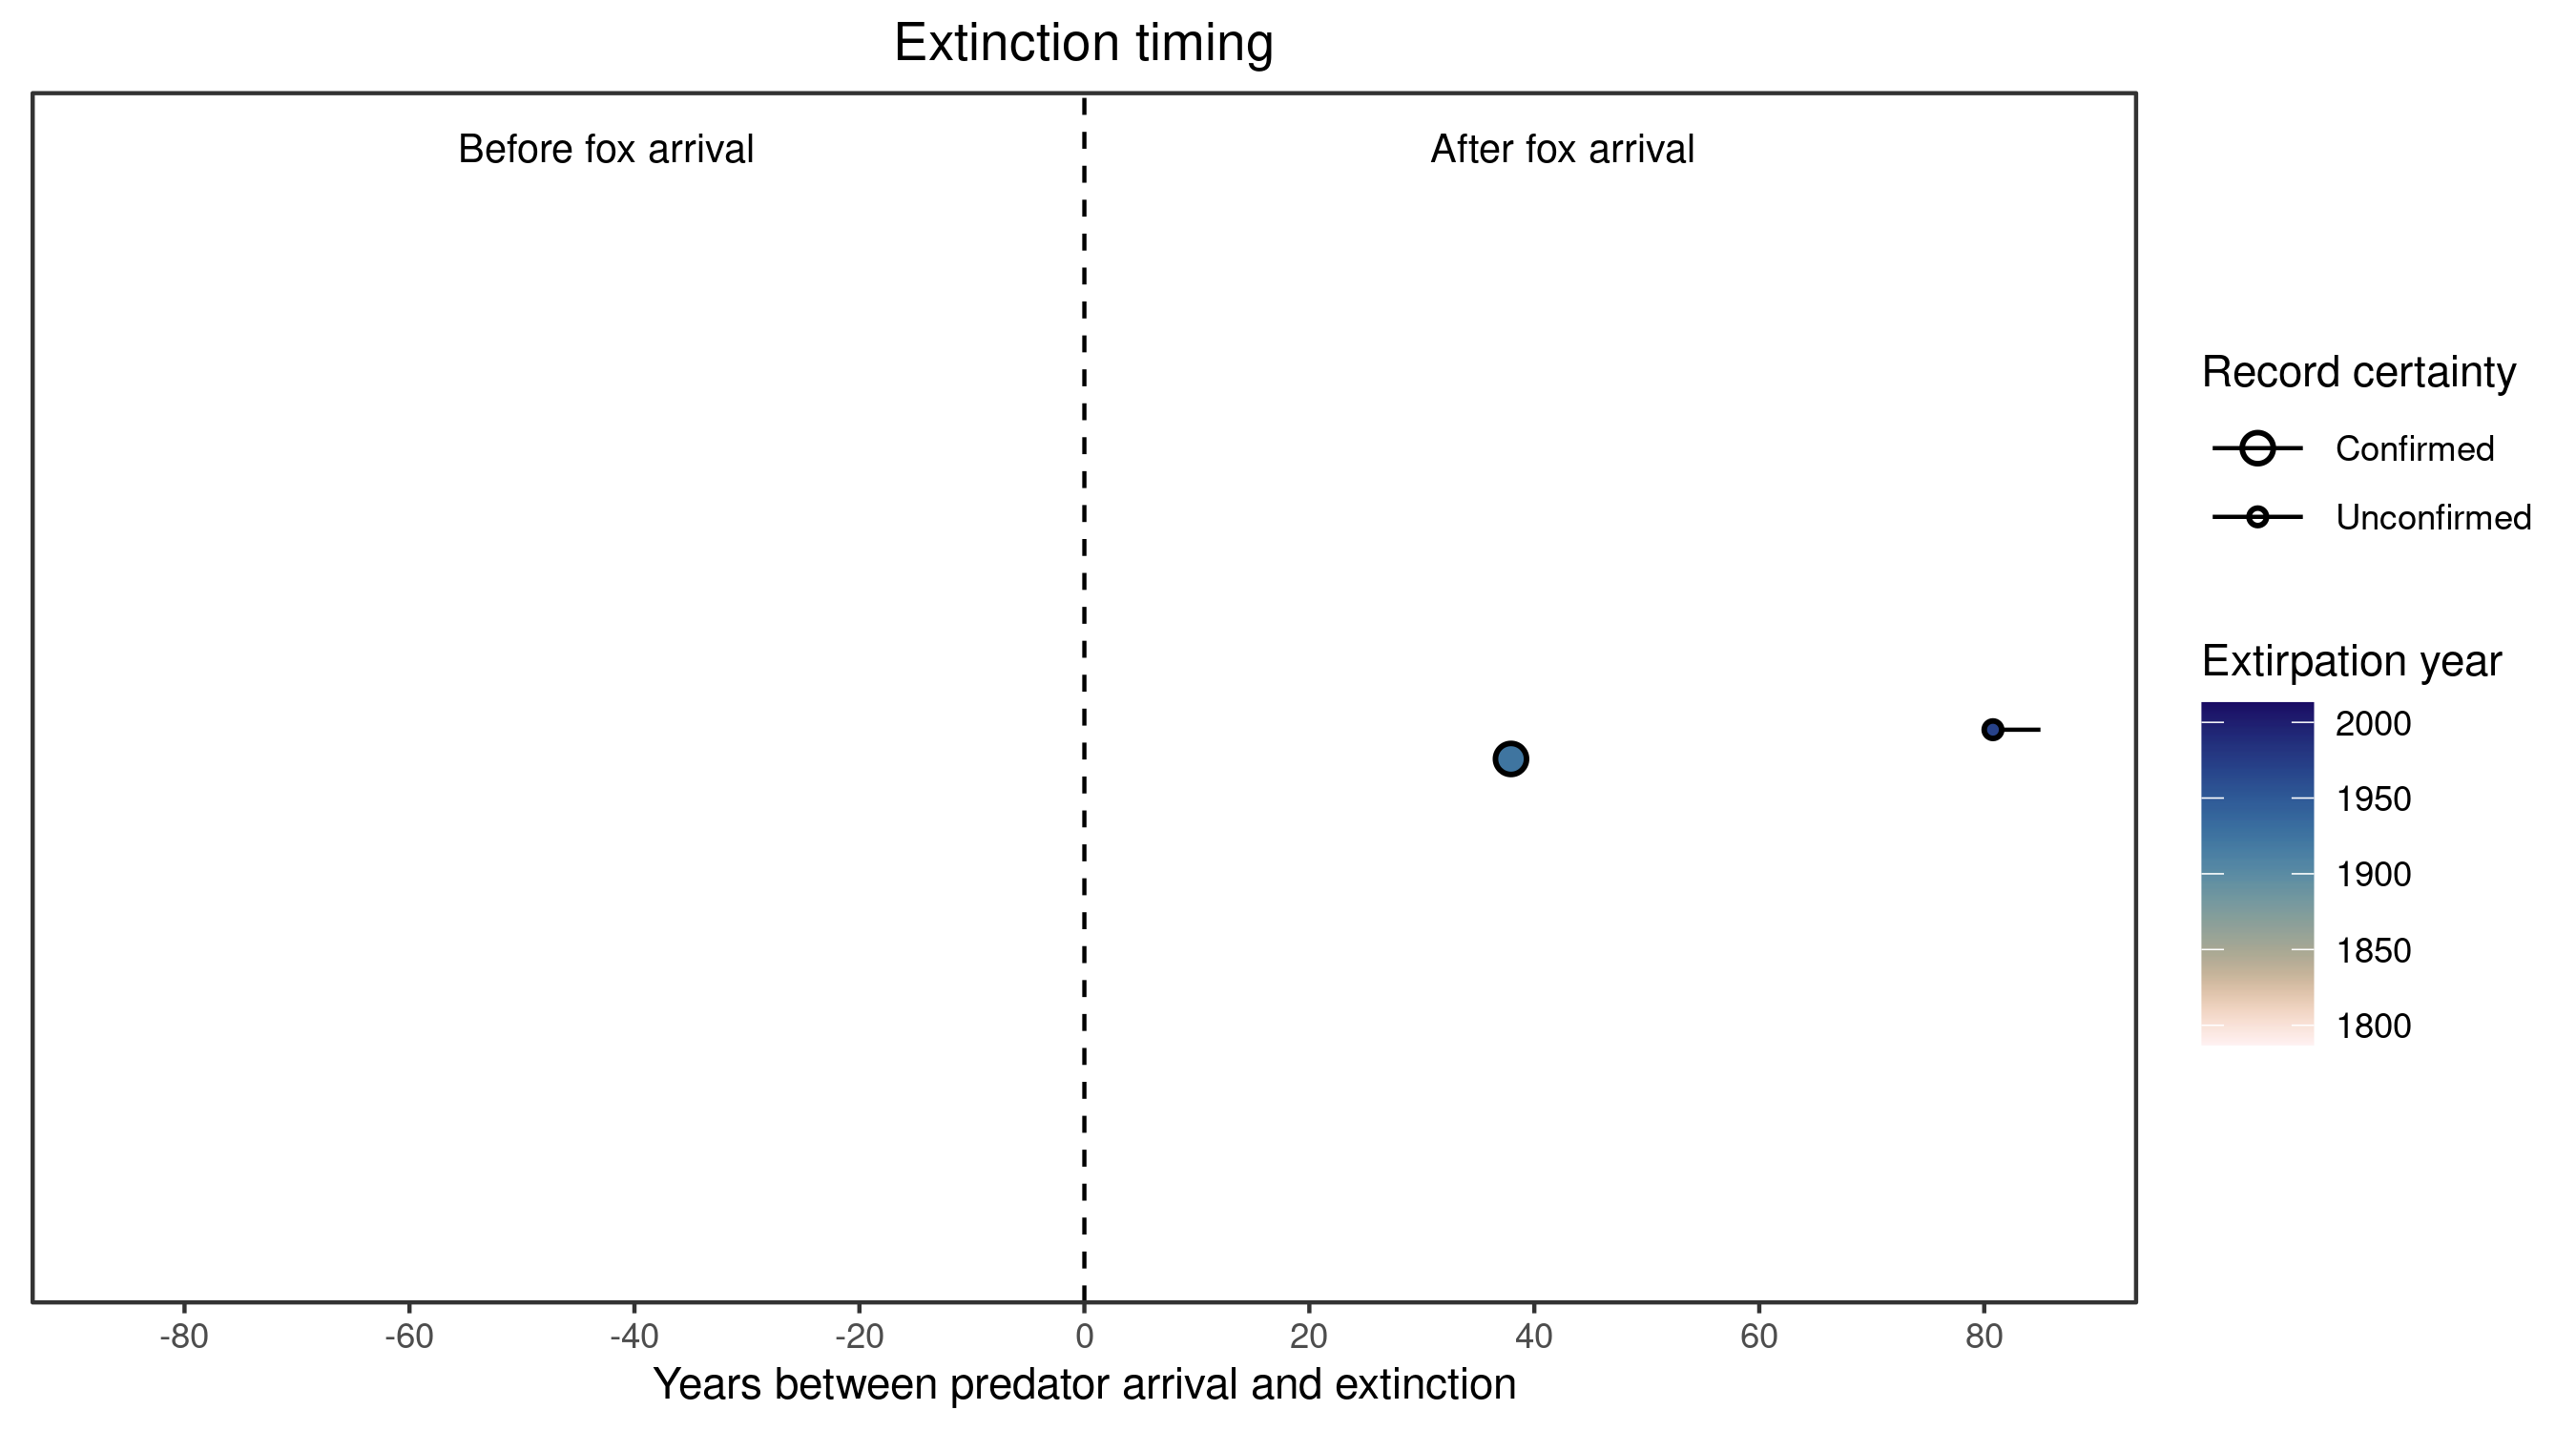 Extinction timing
Before fox arrival
After fox arrival
Record certainty
Confirmed
Unconfirmed
Extirpation year
2000
1950
1900
1850
1800
-80
-60
-40
-20
0
20
40
60
80
Years between predator arrival and extinction